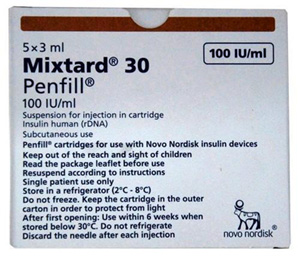 5×3 ml
100 IU/ml
Mixtard® 30
Penfill®
100 IU/ml
Suspension for injection in cartridge
Insulin human (rDNA)
Subcutaneous use
Penfill® cartridges for use with Novo Nordisk insulin devices
Keep out of the reach and sight of children
Read the package leaflet before use
Resuspend according to instructions
Single patient use only
Store in a refrigerator (2°C - 8°C)
Do not freeze. Keep the cartridge in the outer
carton in order to protect from light
After first opening: Use within 6 weeks when
stored below 30°C. Do not refrigerate
Discard the needle after each injection
novo nordisk®